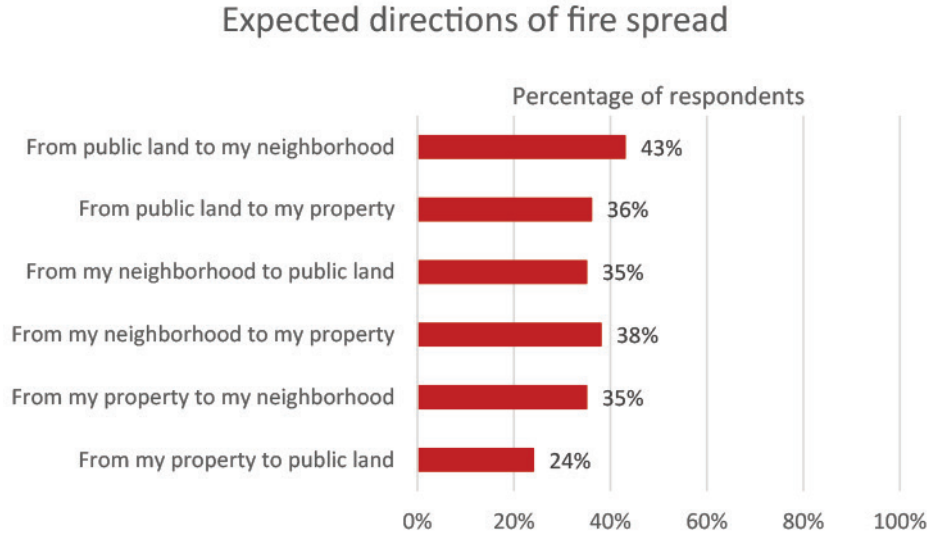 Expected directions of fire spread
Percentage of respondents
From public land to my neighborhood 43%
From public land to my property 36%
From my neighborhood to public land 35%
From my neighborhood to my property 38%
From my property to my neighborhood 35%
From my property to public land 24%
0% 20% 40% 60% 80% 100%